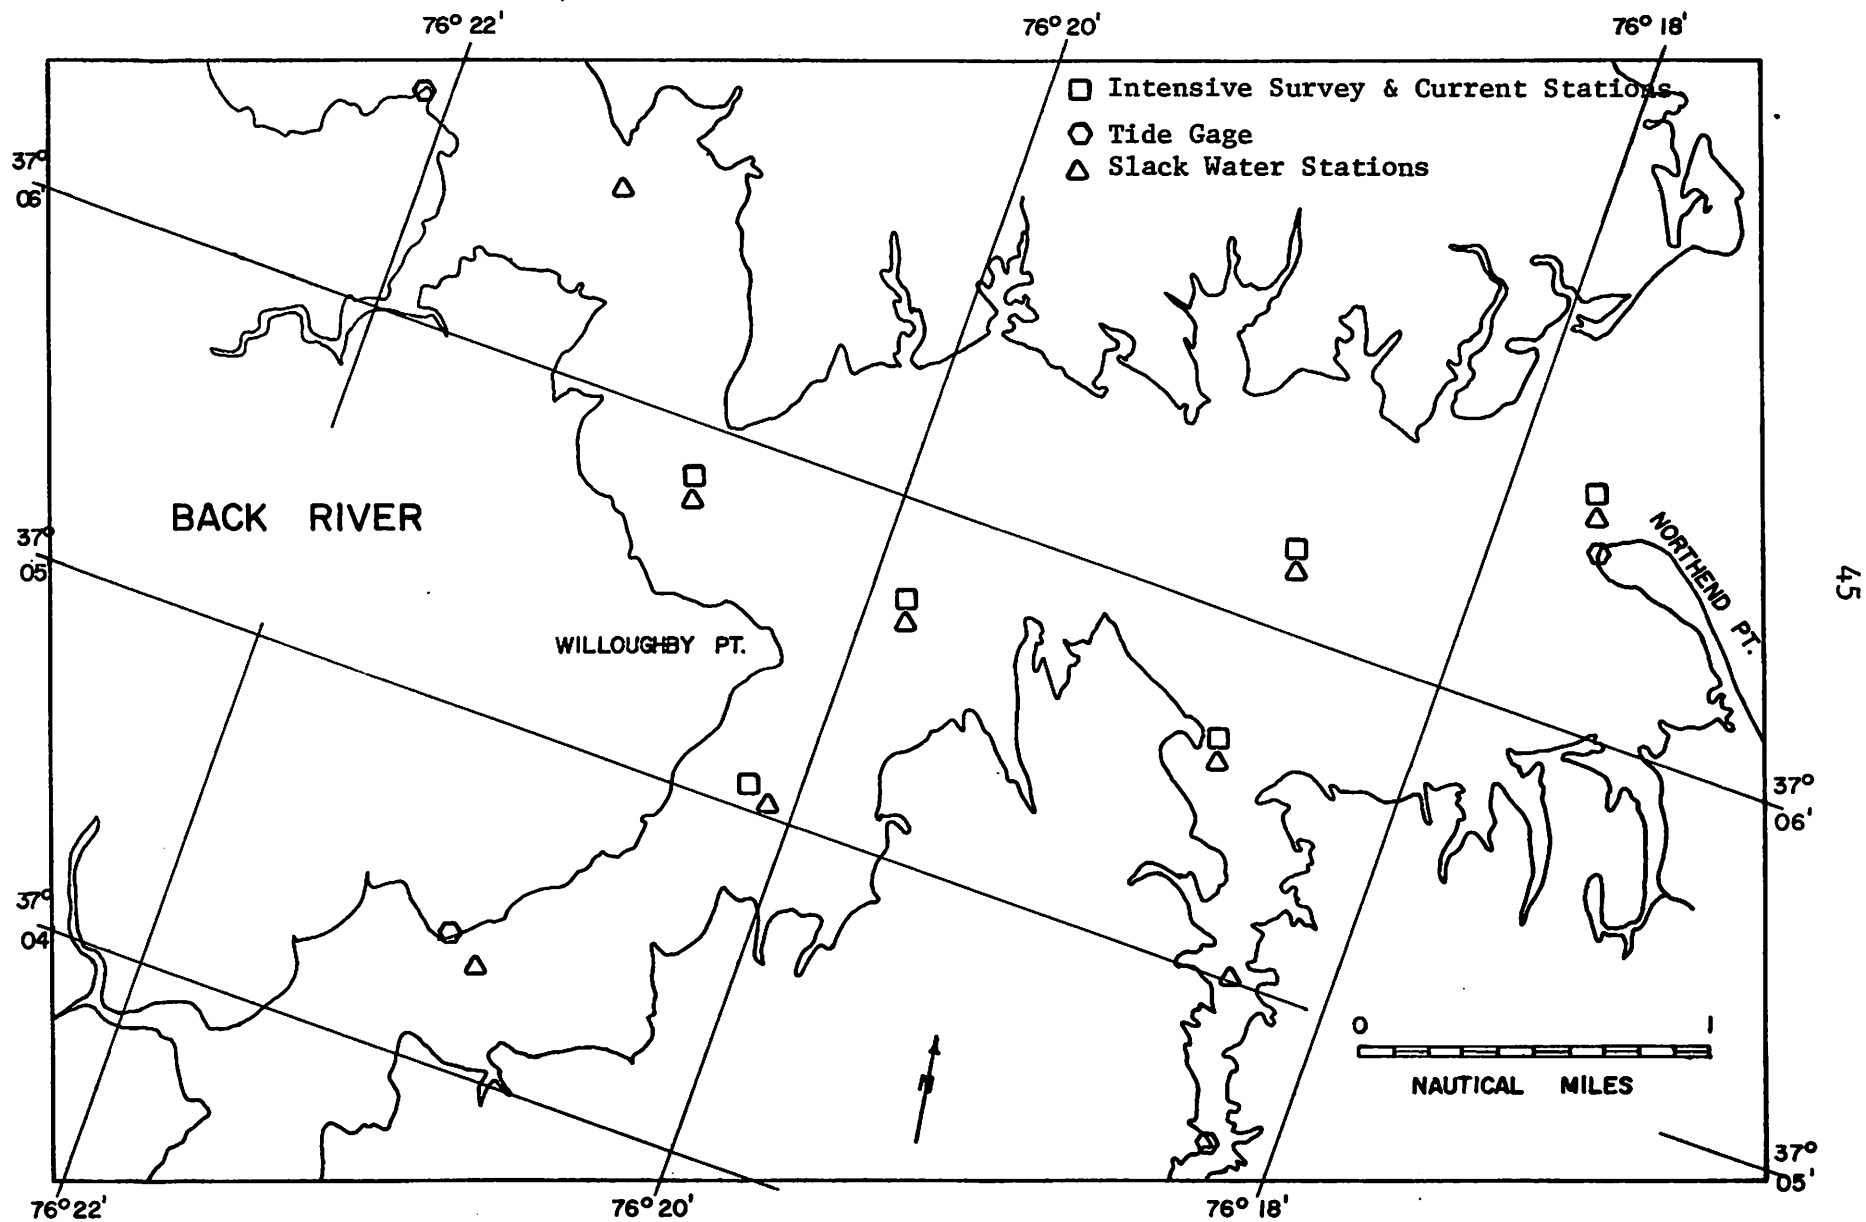 76° 22'
76° 20'
76° 18'
Intensive Survey & Current Stations
Tide Gage
Slack Water Stations
37°
06'
BACK RIVER
37°
05'
NORTHEND PT.
45
WILLOUGHBY PT.
37°
06'
37°
04'
N
0 1
NAUTICAL MILES
37°
05'
76° 22'
76° 20'
76° 18'